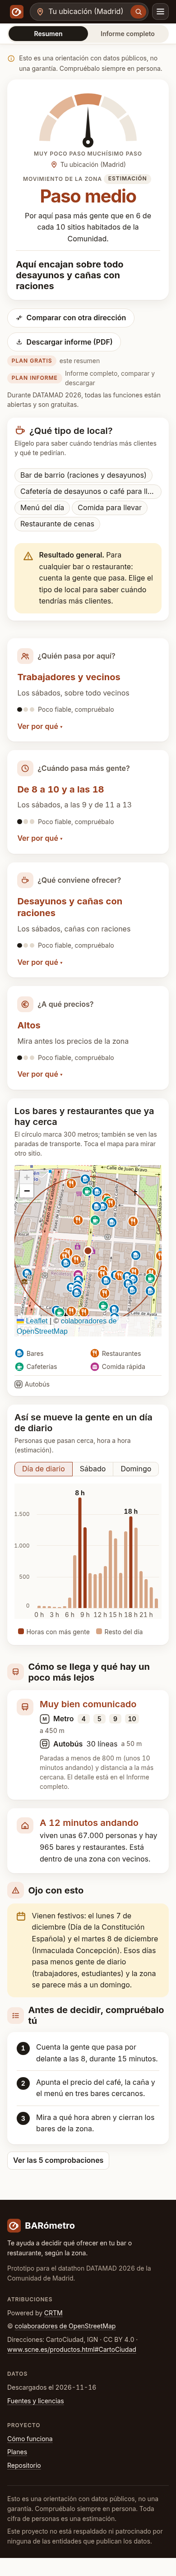 Tu ubicación (Madrid)
Resumen
Informe completo
Esto es una orientación con datos públicos, no una garantía. Compruébalo siempre en persona.
MUY POCO PASO MUCHÍSIMO PASO
Tu ubicación (Madrid)
MOVIMIENTO DE LA ZONA ESTIMACIÓN
Paso medio
Por aquí pasa más gente que en 6 de
cada 10 sitios habitados de la
Comunidad.
Aquí encajan sobre todo
desayunos y cañas con
raciones
Comparar con otra dirección
Descargar informe (PDF)
PLAN GRATIS este resumen
PLAN INFORME Informe completo, comparar y
descargar
Durante DATAMAD 2026, todas las funciones están
abiertas y son gratuitas.
¿Qué tipo de local?
Elígelo para saber cuándo tendrías más clientes
y qué te pedirían.
Bar de barrio (raciones y desayunos)
Cafetería de desayunos o café para ll...
Menú del día
Comida para llevar
Restaurante de cenas
Resultado general. Para
cualquier bar o restaurante:
cuenta la gente que pasa. Elige el
tipo de local para saber cuándo
tendrías más clientes.
¿Quién pasa por aquí?
Trabajadores y vecinos
Los sábados, sobre todo vecinos
Poco fiable, compruébalo
Ver por qué
¿Cuándo pasa más gente?
De 8 a 10 y a las 18
Los sábados, a las 9 y de 11 a 13
Poco fiable, compruébalo
Ver por qué
¿Qué conviene ofrecer?
Desayunos y cañas con
raciones
Los sábados, cañas con raciones
Poco fiable, compruébalo
Ver por qué
¿A qué precios?
Altos
Mira antes los precios de la zona
Poco fiable, compruébalo
Ver por qué
Los bares y restaurantes que ya
hay cerca
El círculo marca 300 metros; también se ven las
paradas de transporte. Toca el mapa para mirar
otro sitio.
+
−
Leaflet | © colaboradores de
OpenStreetMap
Bares
Restaurantes
Cafeterías
Comida rápida
Autobús
Así se mueve la gente en un día
de diario
Personas que pasan cerca, hora a hora
(estimación).
Día de diario
Sábado
Domingo
8 h
18 h
1.500
1.000
500
0
0 h 3 h 6 h 9 h 12 h 15 h 18 h 21 h
Horas con más gente
Resto del día
Cómo se llega y qué hay un
poco más lejos
Muy bien comunicado
M Metro 4 5 9 10
a 450 m
Autobús 30 líneas a 50 m
Paradas a menos de 800 m (unos 10
minutos andando) y distancia a la más
cercana. El detalle está en el Informe
completo.
A 12 minutos andando
viven unas 67.000 personas y hay
965 bares y restaurantes. Está
dentro de una zona con vecinos.
Ojo con esto
Vienen festivos: el lunes 7 de
diciembre (Día de la Constitución
Española) y el martes 8 de diciembre
(Inmaculada Concepción). Esos días
pasa menos gente de diario
(trabajadores, estudiantes) y la zona
se parece más a un domingo.
Antes de decidir, compruébalo
tú
1
Cuenta la gente que pasa por
delante a las 8, durante 15 minutos.
2
Apunta el precio del café, la caña y
el menú en tres bares cercanos.
3
Mira a qué hora abren y cierran los
bares de la zona.
Ver las 5 comprobaciones
BARómetro
Te ayuda a decidir qué ofrecer en tu bar o
restaurante, según la zona.
Prototipo para el datathon DATAMAD 2026 de la
Comunidad de Madrid.
ATRIBUCIONES
Powered by CRTM
© colaboradores de OpenStreetMap
Direcciones: CartoCiudad, IGN · CC BY 4.0 ·
www.scne.es/productos.html#CartoCiudad
DATOS
Descargados el 2026-11-16
Fuentes y licencias
PROYECTO
Cómo funciona
Planes
Repositorio
Esto es una orientación con datos públicos, no una
garantía. Compruébalo siempre en persona. Toda
cifra de personas es una estimación.
Este proyecto no está respaldado ni patrocinado por
ninguna de las entidades que publican los datos.